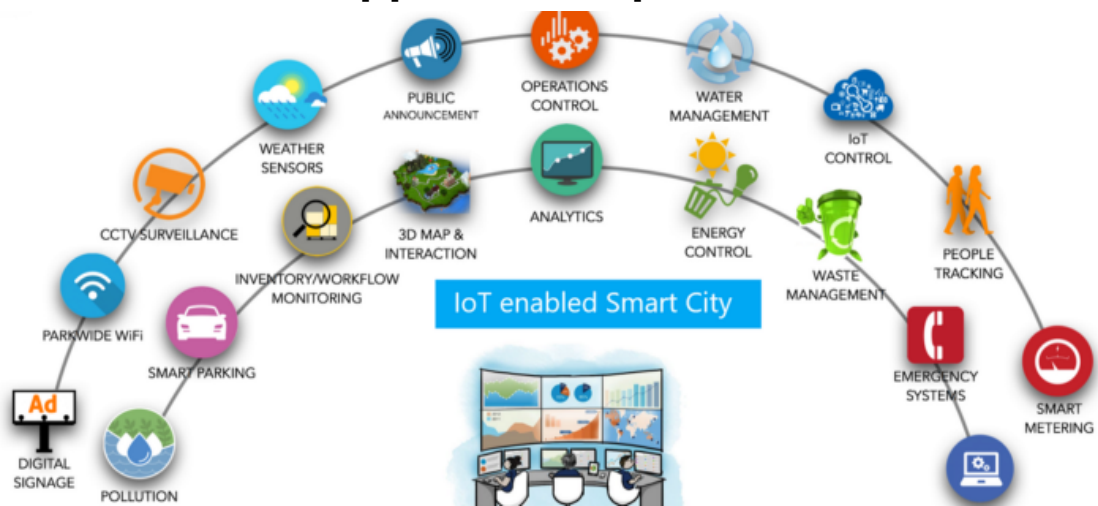 PUBLIC
ANNOUNCEMENT
OPERATIONS
CONTROL
WATER
MANAGEMENT
WEATHER
SENSORS
IoT
CONTROL
CCTV SURVEILLANCE
3D MAP &
INTERACTION
ANALYTICS
ENERGY
CONTROL
PEOPLE
TRACKING
INVENTORY/WORKFLOW
MONITORING
WASTE
MANAGEMENT
IoT enabled Smart City
PARKWIDE WiFi
SMART PARKING
EMERGENCY
SYSTEMS
SMART
METERING
Ad
DIGITAL
SIGNAGE
POLLUTION